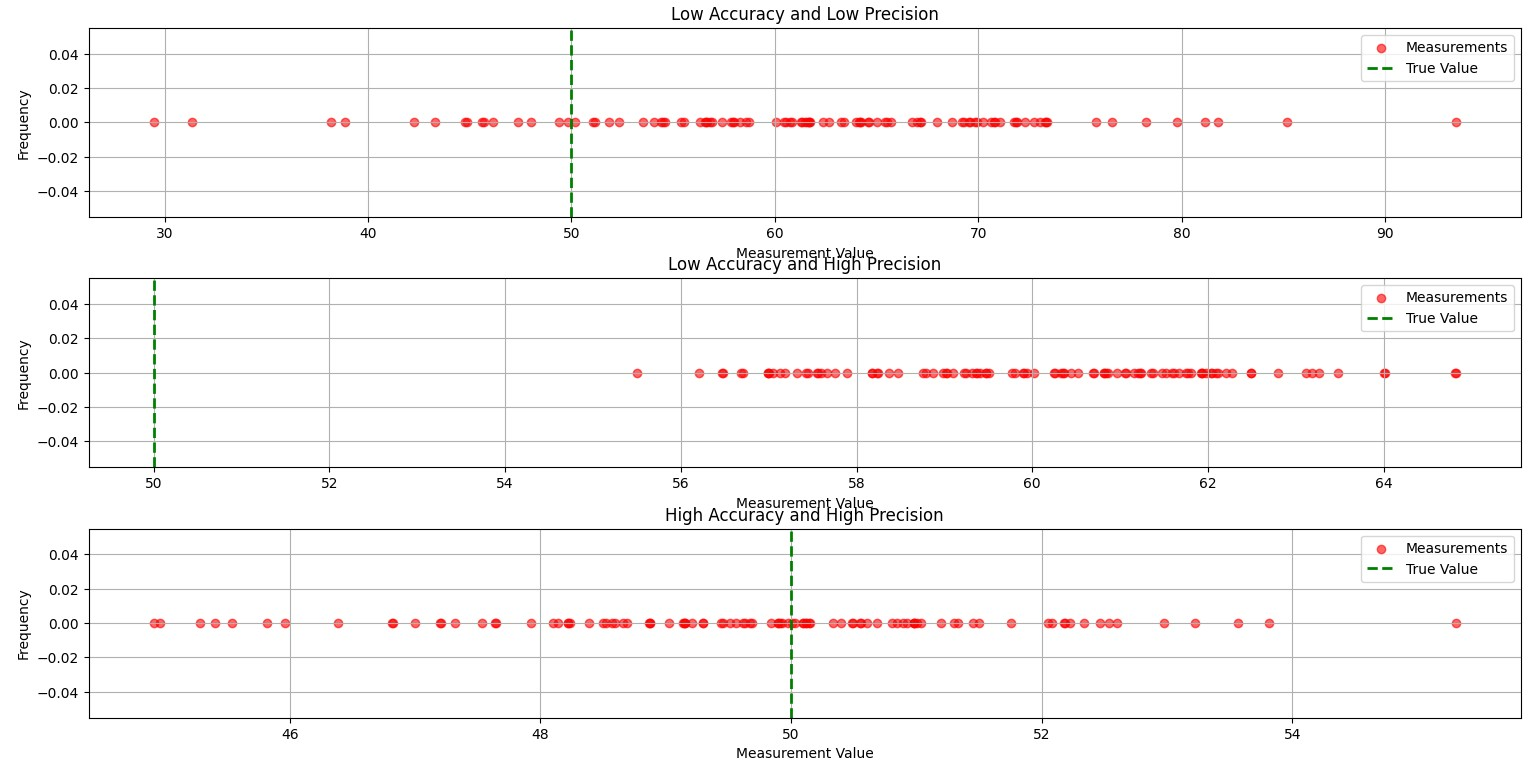 Low Accuracy and Low Precision
Measurements
True Value
Frequency
0.04
0.02
0.00
−0.02
−0.04
30 40 50 60 70 80 90
Measurement Value
Low Accuracy and High Precision
Measurements
True Value
Frequency
0.04
0.02
0.00
−0.02
−0.04
50 52 54 56 58 60 62 64
Measurement Value
High Accuracy and High Precision
Measurements
True Value
Frequency
0.04
0.02
0.00
−0.02
−0.04
46 48 50 52 54
Measurement Value